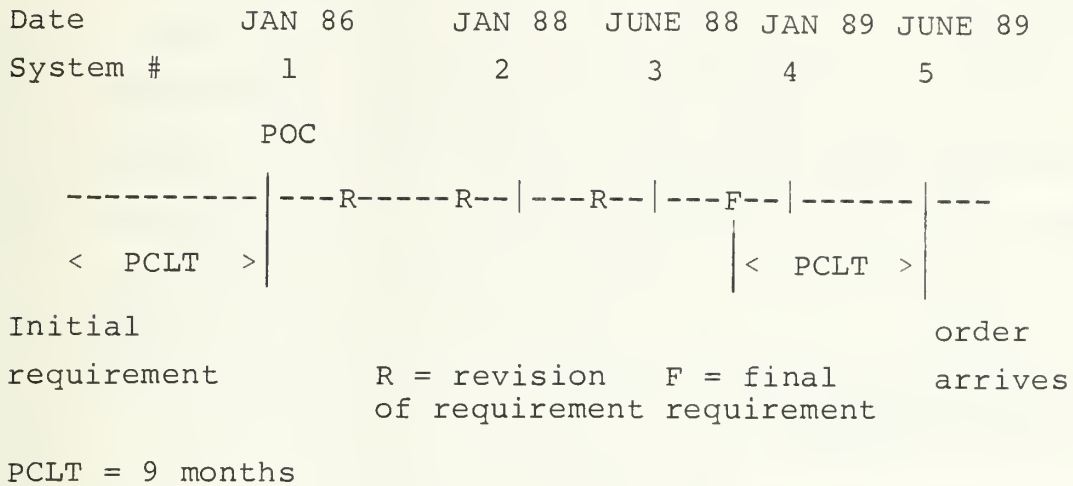 Date JAN 86 JAN 88 JUNE 88 JAN 89 JUNE 89
System # 1 2 3 4 5
POC
----------|---R-----R--|---R--|---F--|------|---
< PCLT > < PCLT >
Initial order
requirement R = revision F = final arrives
of requirement requirement
PCLT = 9 months